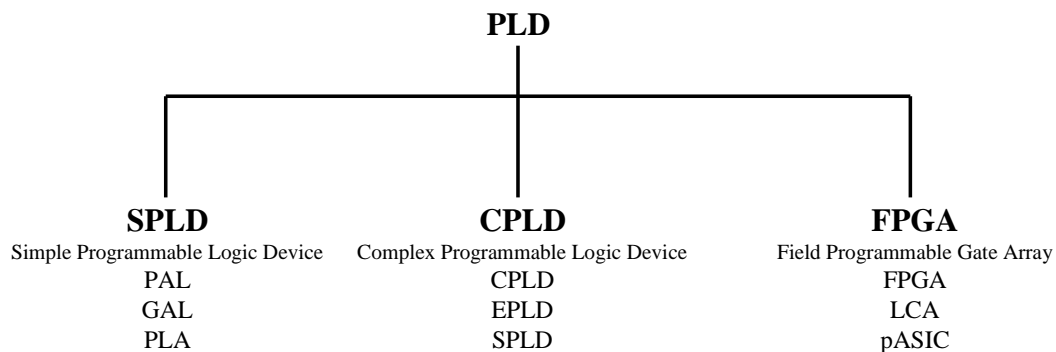 PLD
SPLD
Simple Programmable Logic Device
PAL
GAL
PLA
CPLD
Complex Programmable Logic Device
CPLD
EPLD
SPLD
FPGA
Field Programmable Gate Array
FPGA
LCA
pASIC